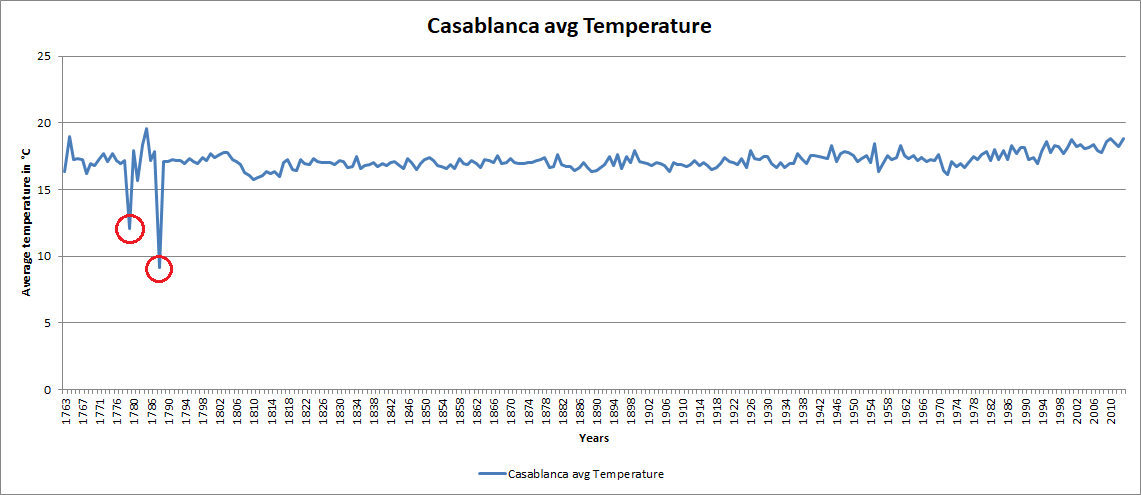 Casablanca avg Temperature
25
20
15
10
5
0
Average temperature in °C
1763 1767 1771 1776 1780 1786 1790 1794 1798 1802 1806 1810 1814 1818 1822 1826 1830 1834 1838 1842 1846 1850 1854 1858 1862 1866 1870 1874 1878 1882 1886 1890 1894 1898 1902 1906 1910 1914 1918 1922 1926 1930 1934 1938 1942 1946 1950 1954 1958 1962 1966 1970 1974 1978 1982 1986 1990 1994 1998 2002 2006 2010
Years
Casablanca avg Temperature